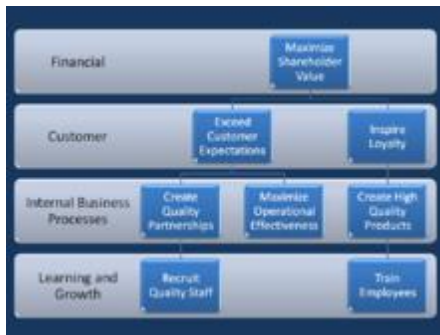 Maximize
Shareholder
Value
Financial
Exceed
Customer
Expectations
Inspire
Loyalty
Customer
Create
Quality
Partnerships
Maximize
Operational
Effectiveness
Create High
Quality
Products
Internal Business
Processes
Recruit
Quality Staff
Train
Employees
Learning and
Growth